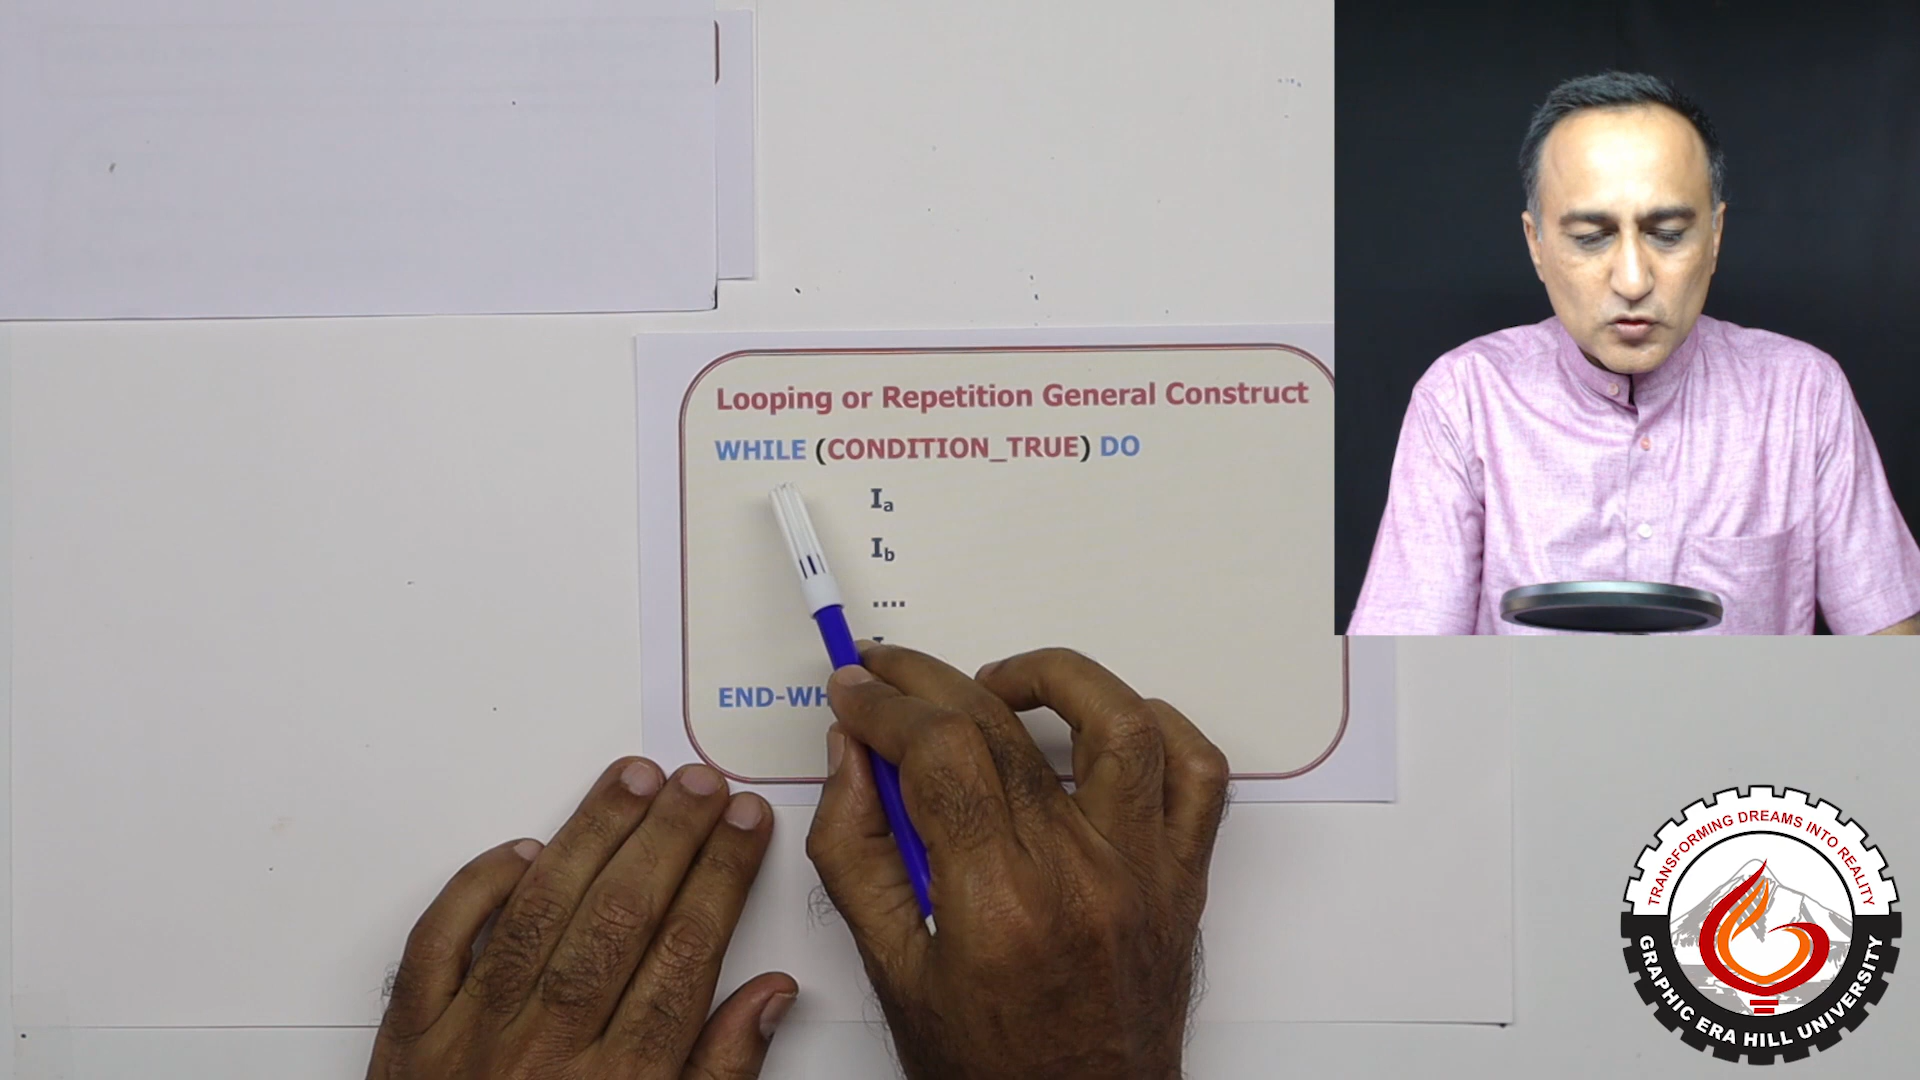 Looping or Repetition General Construct
WHILE (CONDITION_TRUE) DO
Ia
Ib
....
TRANSFORMING DREAMS INTO REALITY
GRAPHIC ERA HILL UNIVERSITY